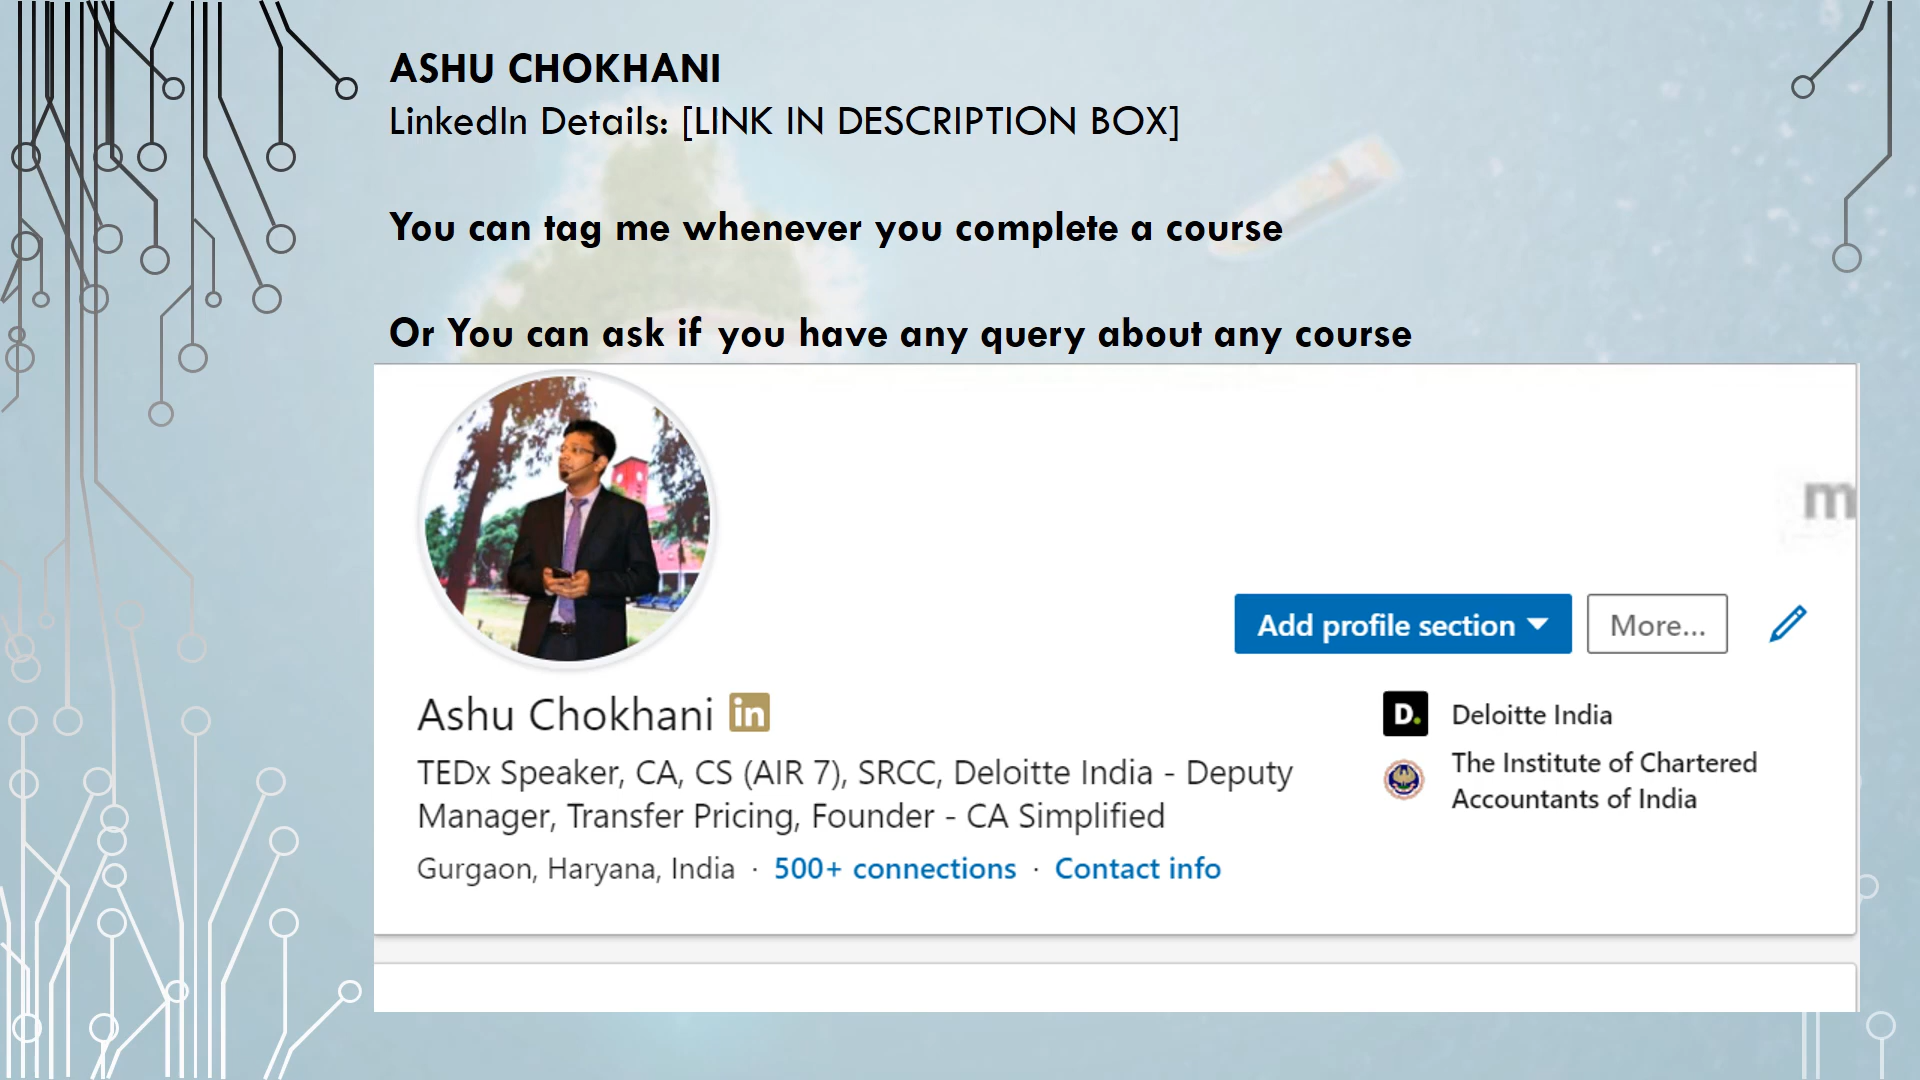 ASHU CHOKHANI
LinkedIn Details: [LINK IN DESCRIPTION BOX]
You can tag me whenever you complete a course
Or You can ask if you have any query about any course
m
Add profile section
More...
Ashu Chokhani in
D. Deloitte India
TEDx Speaker, CA, CS (AIR 7), SRCC, Deloitte India - Deputy
Manager, Transfer Pricing, Founder - CA Simplified
The Institute of Chartered
Accountants of India
Gurgaon, Haryana, India · 500+ connections · Contact info